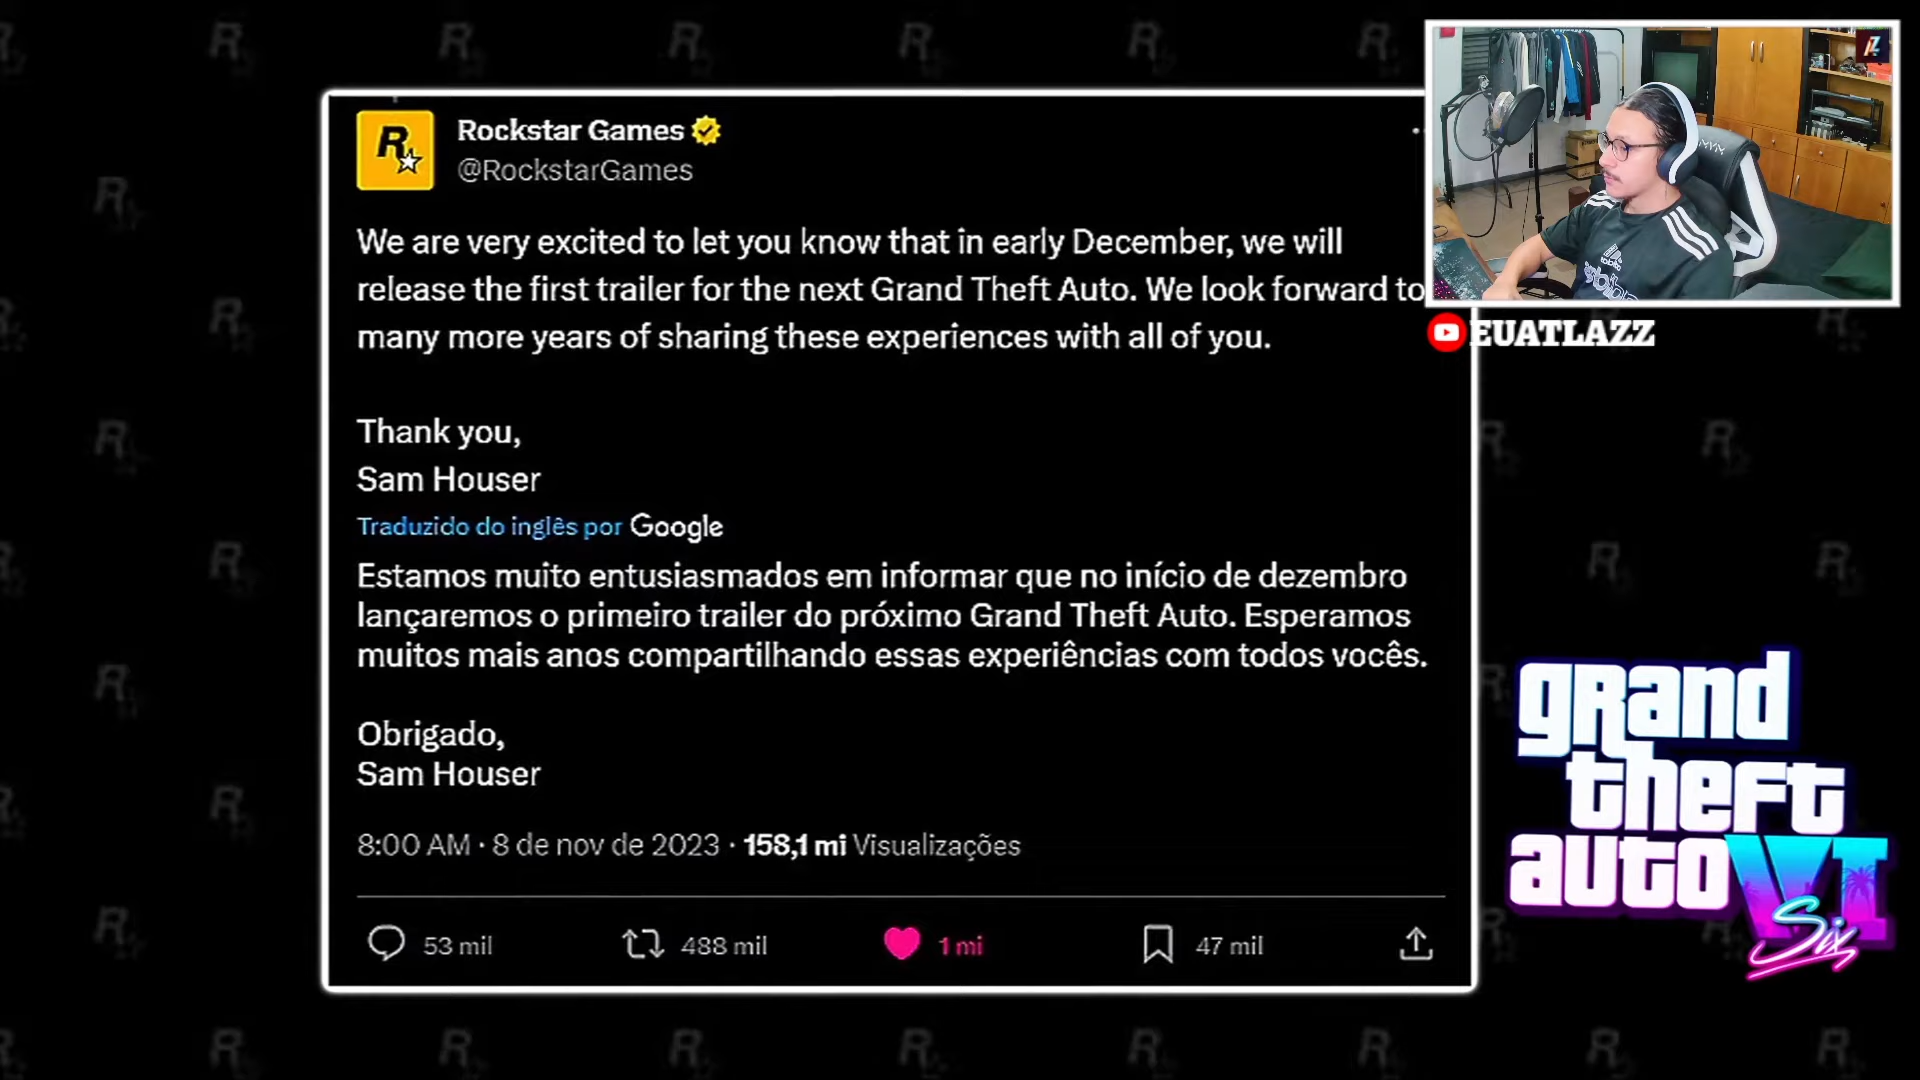 Rockstar Games
@RockstarGames
We are very excited to let you know that in early December, we will
release the first trailer for the next Grand Theft Auto. We look forward to
many more years of sharing these experiences with all of you.
Thank you,
Sam Houser
Traduzido do inglês por Google
Estamos muito entusiasmados em informar que no início de dezembro
lançaremos o primeiro trailer do próximo Grand Theft Auto. Esperamos
muitos mais anos compartilhando essas experiências com todos vocês.
Obrigado,
Sam Houser
8:00 AM · 8 de nov de 2023 · 158,1 mi Visualizações
53 mil 488 mil 1 mi 47 mil
EUATLAZZ
grand
theft
auto VI
Six